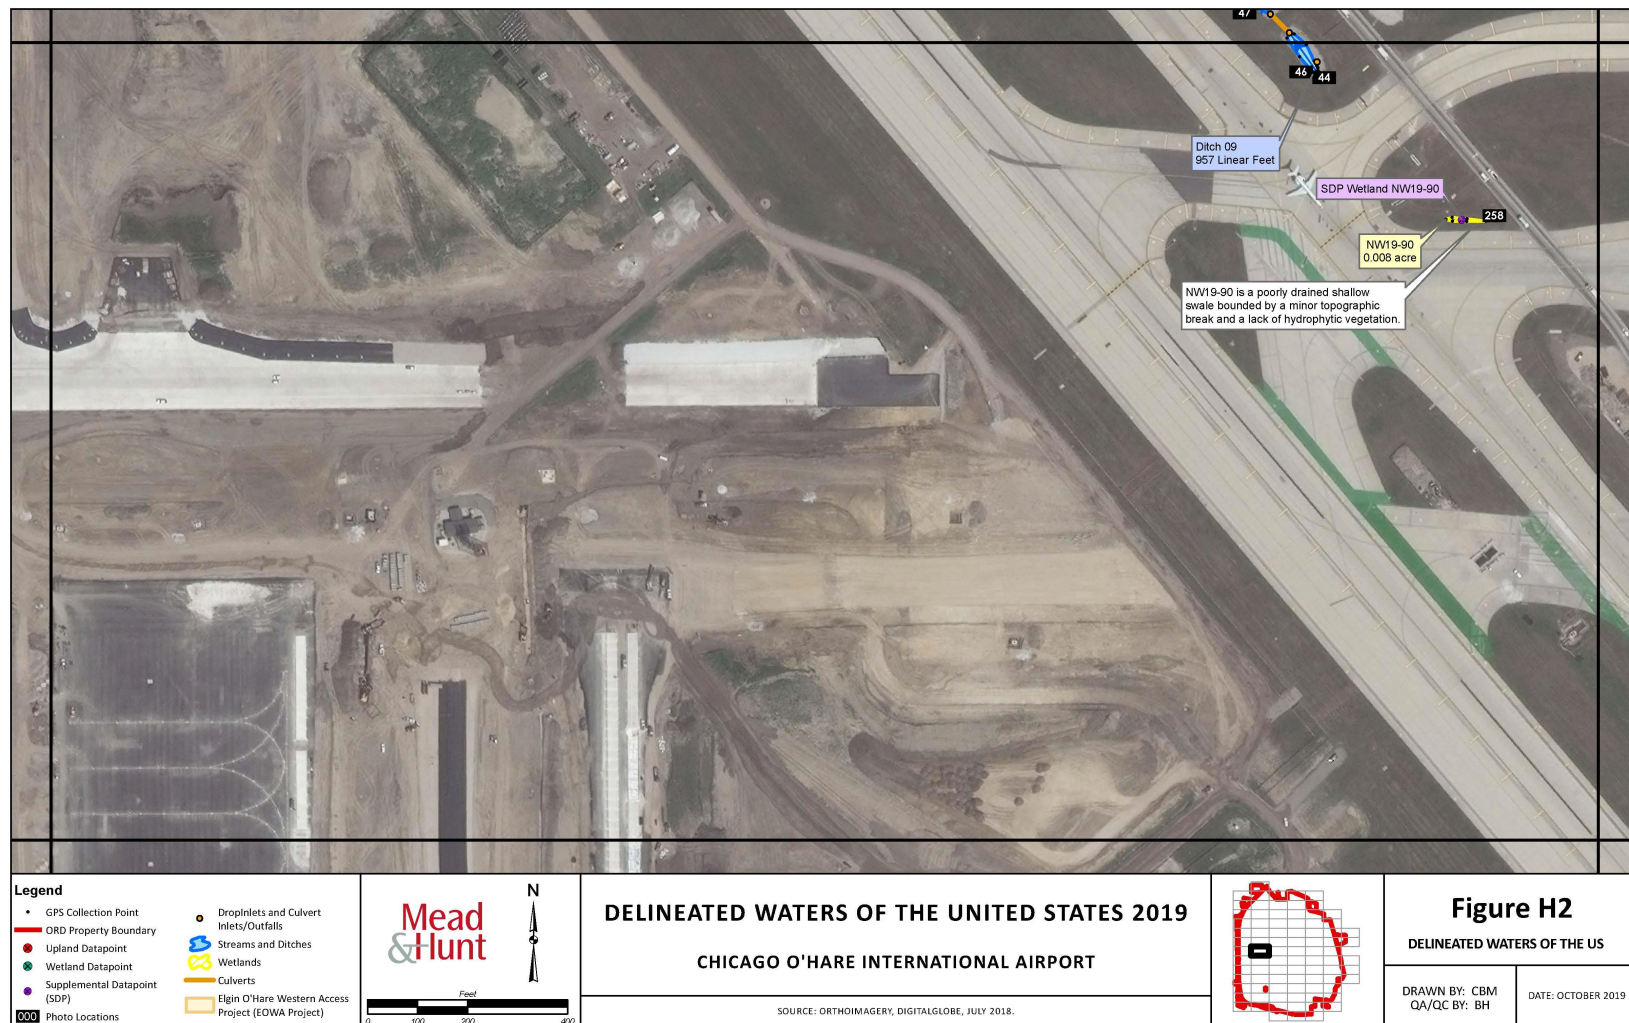 47
46
44
Ditch 09
957 Linear Feet
SDP Wetland NW19-90
258
NW19-90
0.008 acre
NW19-90 is a poorly drained shallow
swale bounded by a minor topographic
break and a lack of hydrophytic vegetation.
Legend
GPS Collection Point
ORD Property Boundary
Upland Datapoint
Wetland Datapoint
Supplemental Datapoint
(SDP)
000 Photo Locations
DropInlets and Culvert
Inlets/Outfalls
Streams and Ditches
Wetlands
Culverts
Elgin O'Hare Western Access
Project (EOWA Project)
Mead
&Hunt
N
Feet
0 100 200 400
DELINEATED WATERS OF THE UNITED STATES 2019
CHICAGO O'HARE INTERNATIONAL AIRPORT
SOURCE: ORTHOIMAGERY, DIGITALGLOBE, JULY 2018.
Figure H2
DELINEATED WATERS OF THE US
DRAWN BY: CBM
QA/QC BY: BH
DATE: OCTOBER 2019